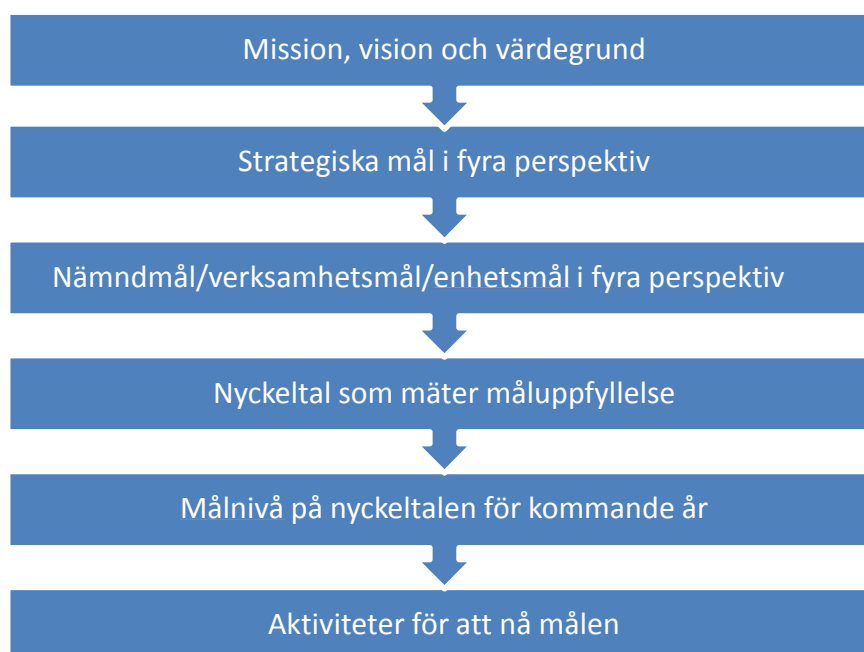 Mission, vision och värdegrund
Strategiska mål i fyra perspektiv
Nämndmål/verksamhetsmål/enhetsmål i fyra perspektiv
Nyckeltal som mäter måluppfyllelse
Målnivå på nyckeltalen för kommande år
Aktiviteter för att nå målen